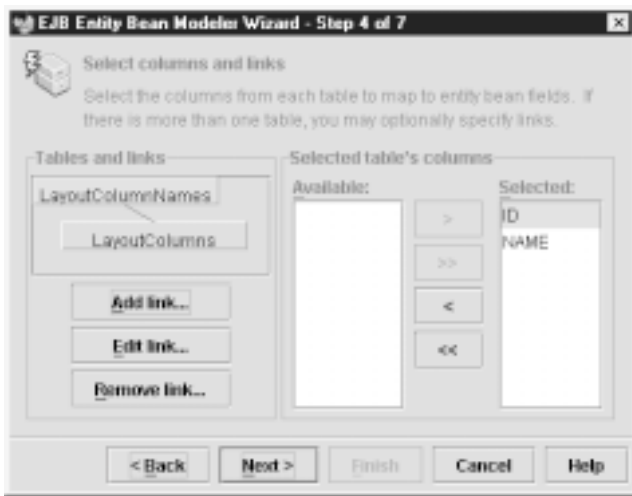 EJB Entity Bean Modeler Wizard - Step 4 of 7
Select columns and links
Select the columns from each table to map to entity bean fields. If
there is more than one table, you may optionally specify links.
Tables and links
LayoutColumnNames
LayoutColumns
Add link...
Edit link...
Remove link...
Selected table's columns
Available:
>
>>
<
<<
Selected:
ID
NAME
< Back
Next >
Finish
Cancel
Help